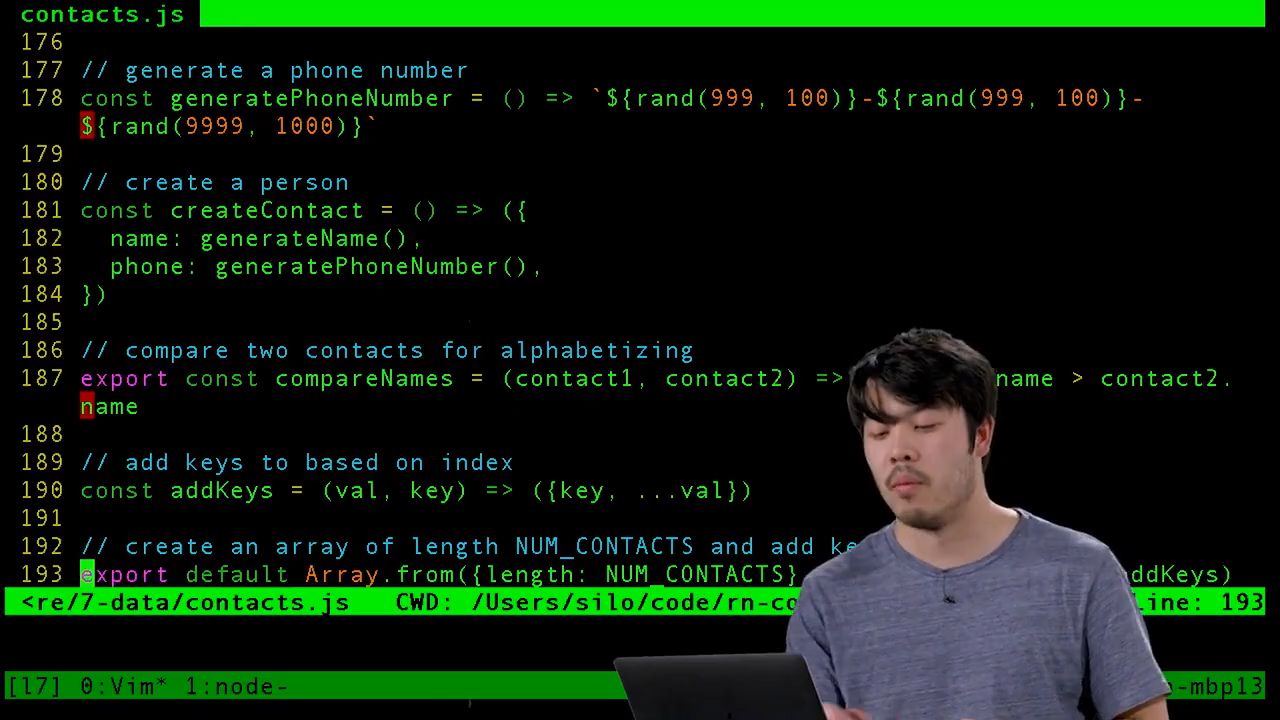 contacts.js
176
177 // generate a phone number
178 const generatePhoneNumber = () => `${rand(999, 100)}-${rand(999, 100)}-
${rand(9999, 1000)}`
179
180 // create a person
181 const createContact = () => ({
182 name: generateName(),
183 phone: generatePhoneNumber(),
184 })
185
186 // compare two contacts for alphabetizing
187 export const compareNames = (contact1, contact2) => name > contact2.
name
188
189 // add keys to based on index
190 const addKeys = (val, key) => ({key, ...val})
191
192 // create an array of length NUM_CONTACTS and add ke
193 export default Array.from({length: NUM_CONTACTS} ddKeys)
<re/7-data/contacts.js CWD: /Users/silo/code/rn-co ine: 193
[l7] 0:Vim* 1:node- -mbp13